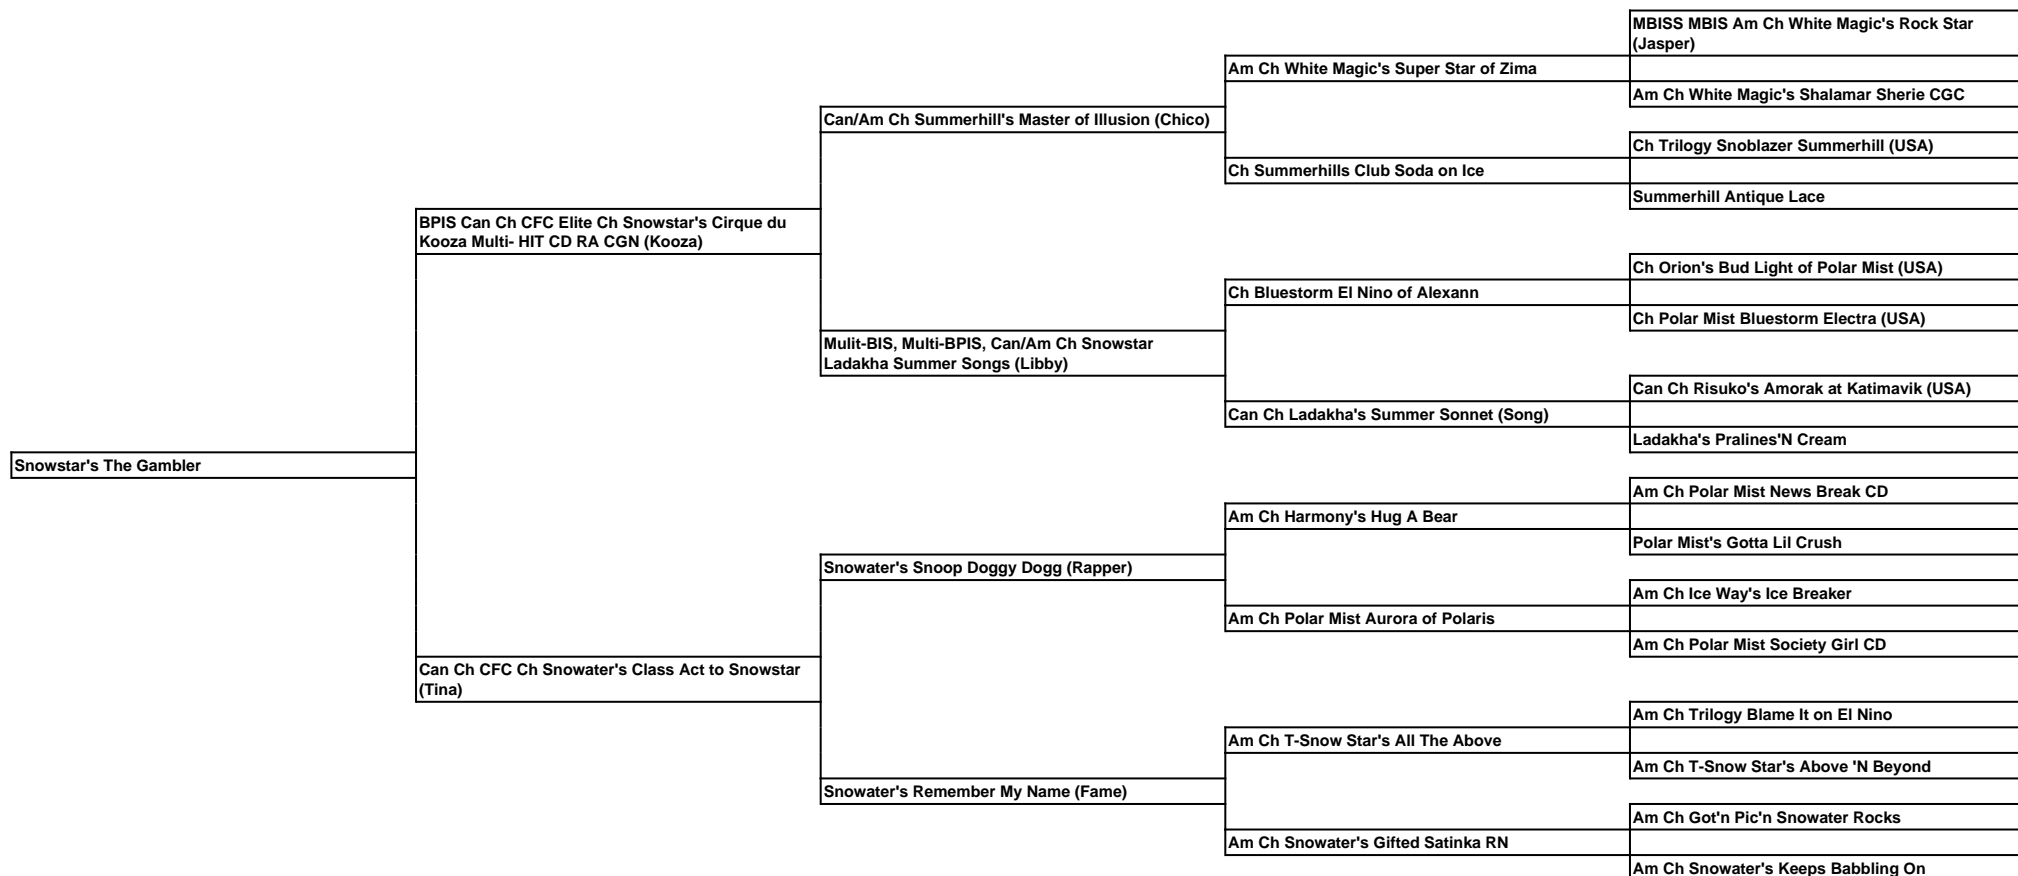 MBISS MBIS Am Ch White Magic's Rock Star
(Jasper)
Am Ch White Magic's Super Star of Zima
Am Ch White Magic's Shalamar Sherie CGC
Can/Am Ch Summerhill's Master of Illusion (Chico)
Ch Trilogy Snoblazer Summerhill (USA)
Ch Summerhills Club Soda on Ice
Summerhill Antique Lace
BPIS Can Ch CFC Elite Ch Snowstar's Cirque du
Kooza Multi- HIT CD RA CGN (Kooza)
Ch Orion's Bud Light of Polar Mist (USA)
Ch Bluestorm El Nino of Alexann
Ch Polar Mist Bluestorm Electra (USA)
Mulit-BIS, Multi-BPIS, Can/Am Ch Snowstar
Ladakha Summer Songs (Libby)
Can Ch Risuko's Amorak at Katimavik (USA)
Can Ch Ladakha's Summer Sonnet (Song)
Ladakha's Pralines'N Cream
Snowstar's The Gambler
Am Ch Polar Mist News Break CD
Am Ch Harmony's Hug A Bear
Polar Mist's Gotta Lil Crush
Snowater's Snoop Doggy Dogg (Rapper)
Am Ch Ice Way's Ice Breaker
Am Ch Polar Mist Aurora of Polaris
Am Ch Polar Mist Society Girl CD
Can Ch CFC Ch Snowater's Class Act to Snowstar
(Tina)
Am Ch Trilogy Blame It on El Nino
Am Ch T-Snow Star's All The Above
Am Ch T-Snow Star's Above 'N Beyond
Snowater's Remember My Name (Fame)
Am Ch Got'n Pic'n Snowater Rocks
Am Ch Snowater's Gifted Satinka RN
Am Ch Snowater's Keeps Babbling On